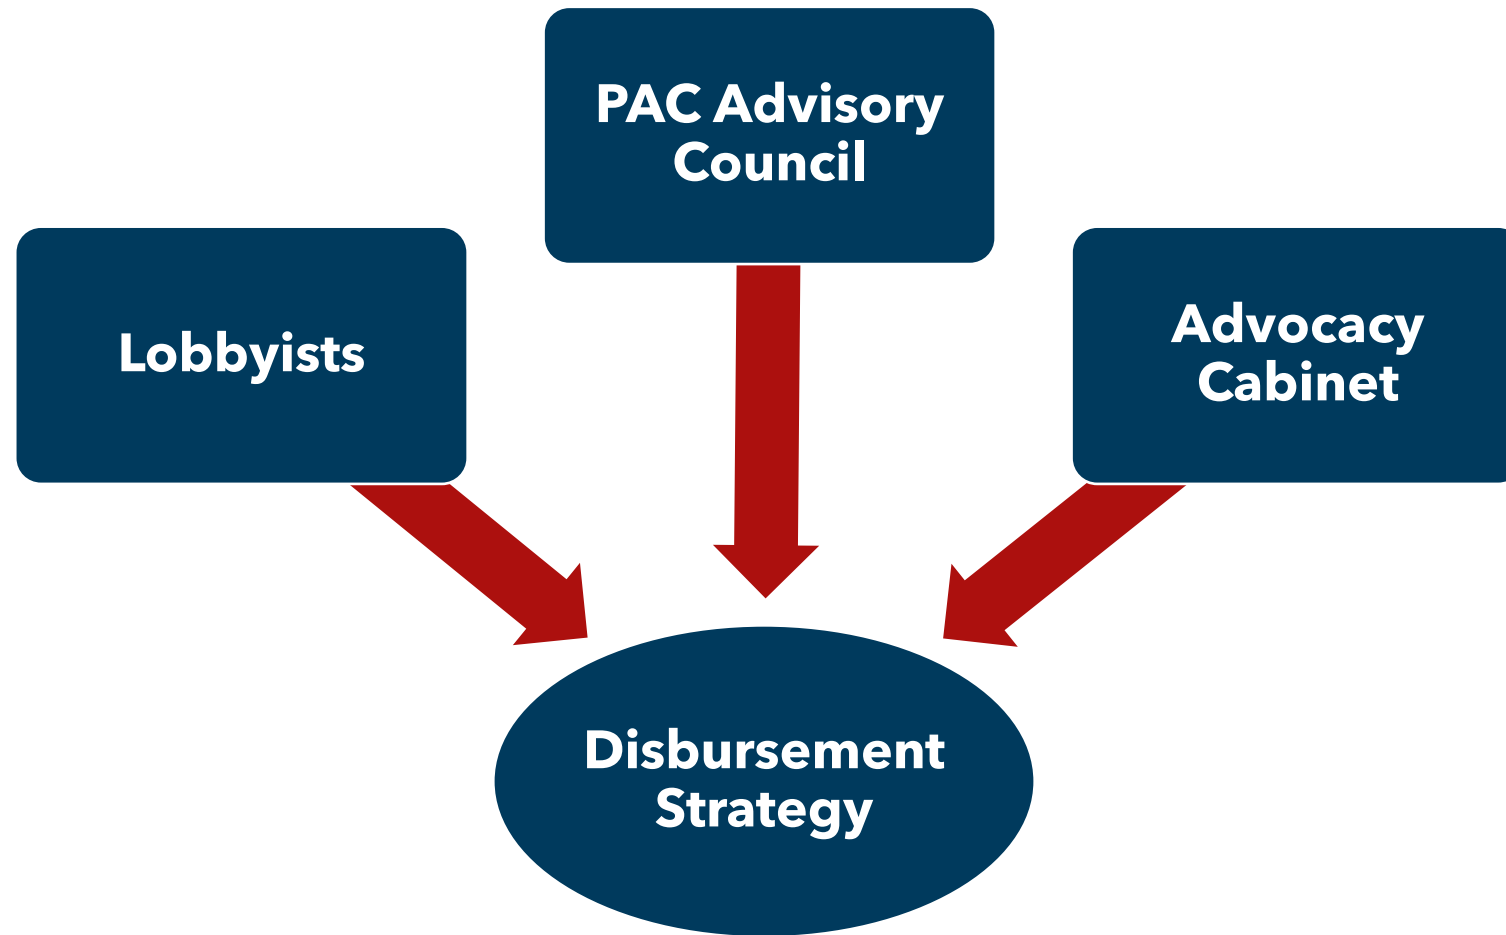 PAC Advisory
Council
Lobbyists
Advocacy
Cabinet
Disbursement
Strategy